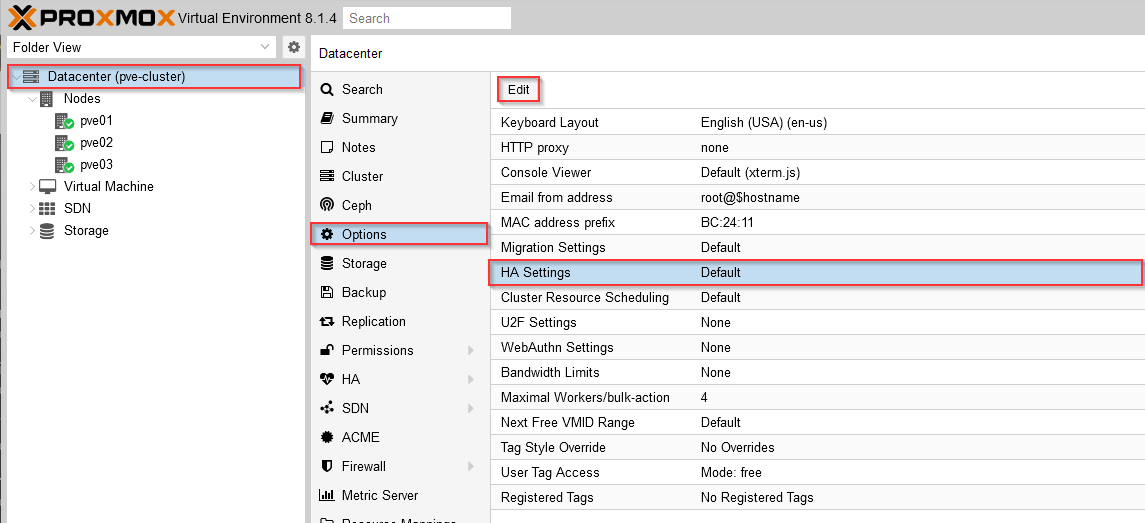 PROXMOX Virtual Environment 8.1.4 Search
Folder View
Datacenter (pve-cluster)
Nodes
pve01
pve02
pve03
Virtual Machine
SDN
Storage
Datacenter
Search
Summary
Notes
Cluster
Ceph
Options
Storage
Backup
Replication
Permissions
HA
SDN
ACME
Firewall
Metric Server
Resource Mappings
Edit
Keyboard Layout English (USA) (en-us)
HTTP proxy none
Console Viewer Default (xterm.js)
Email from address root@$hostname
MAC address prefix BC:24:11
Migration Settings Default
HA Settings Default
Cluster Resource Scheduling Default
U2F Settings None
WebAuthn Settings None
Bandwidth Limits None
Maximal Workers/bulk-action 4
Next Free VMID Range Default
Tag Style Override No Overrides
User Tag Access Mode: free
Registered Tags No Registered Tags